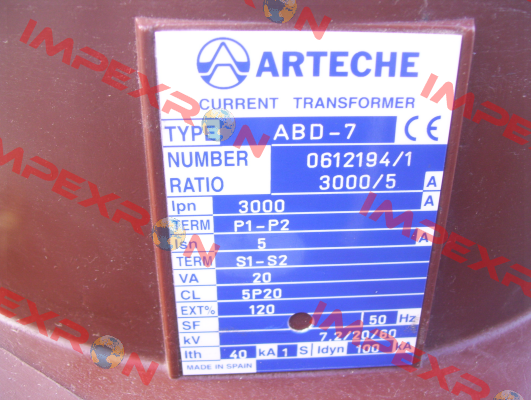 ARTECHE
CURRENT TRANSFORMER
TYPE ABD-7 CE
NUMBER 0612194/1
RATIO 3000/5 A
Ipn 3000 A
TERM P1-P2
Isn 5 A
TERM S1-S2
VA 20
CL 5P20
EXT% 120
SF 50 Hz
kV 7,2/20/60
Ith 40 kA 1 S Idyn 100 kA
MADE IN SPAIN
IMPEXRON
IMPEXRON
IMPEXRON
IMPEXRON
IMPEXRON